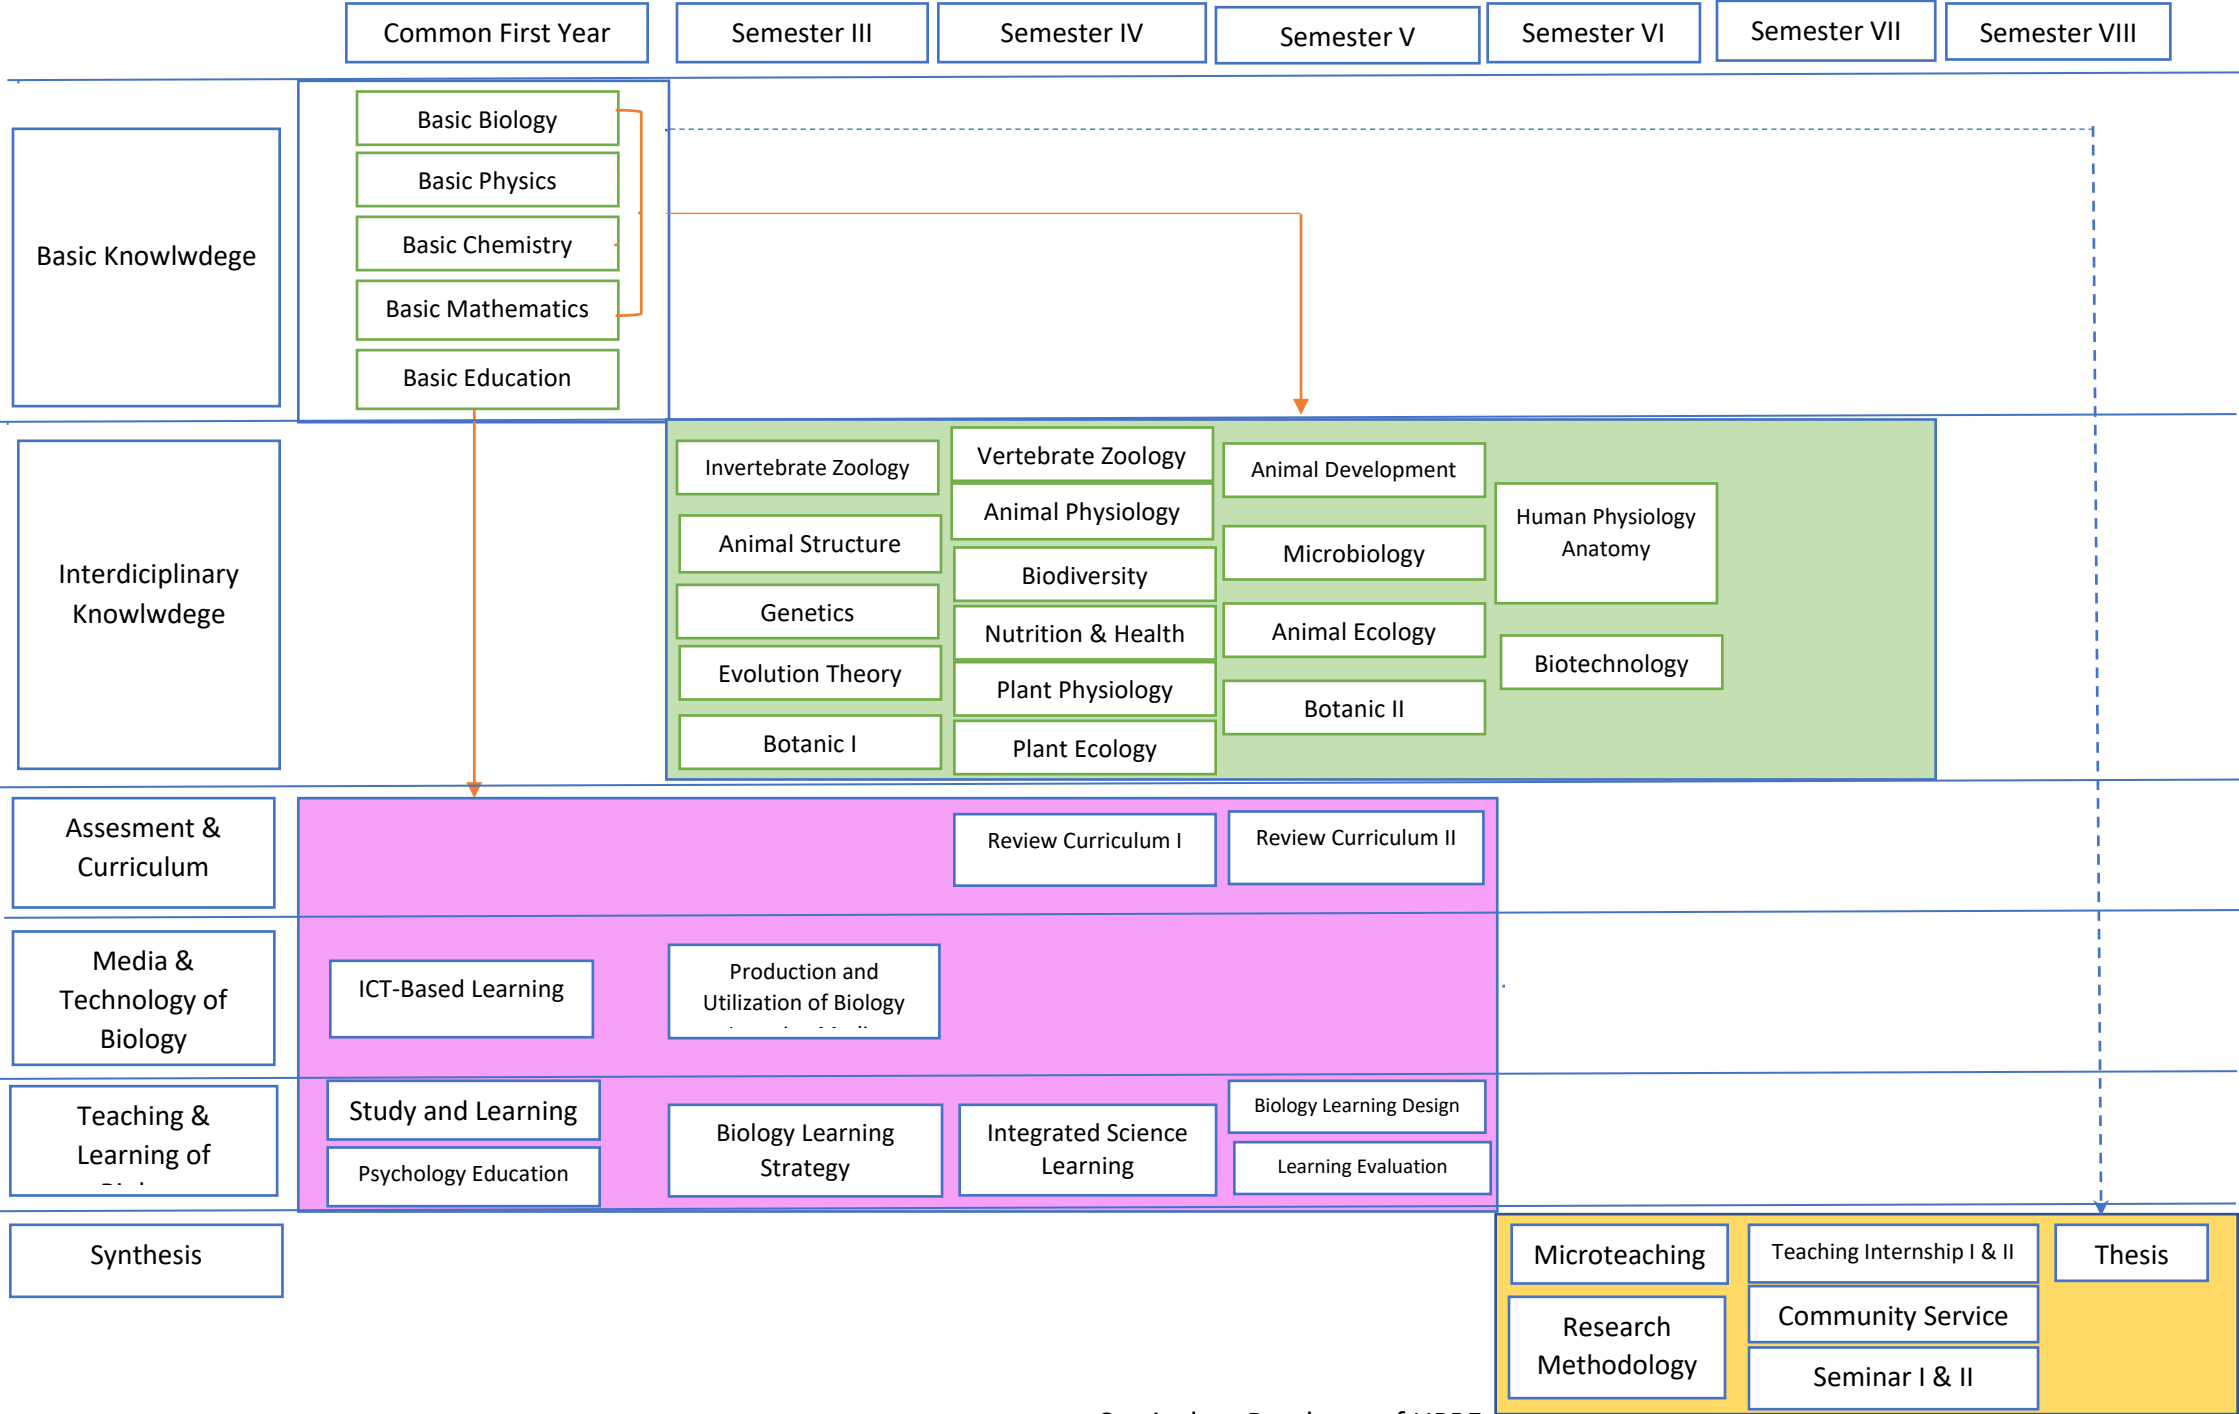 Common First Year
Semester III
Semester IV
Semester V
Semester VI
Semester VII
Semester VIII
Basic Knowlwdege
Basic Biology
Basic Physics
Basic Chemistry
Basic Mathematics
Basic Education
Interdiciplinary
Knowlwdege
Invertebrate Zoology
Animal Structure
Genetics
Evolution Theory
Botanic I
Vertebrate Zoology
Animal Physiology
Biodiversity
Nutrition & Health
Plant Physiology
Plant Ecology
Animal Development
Microbiology
Animal Ecology
Botanic II
Human Physiology
Anatomy
Biotechnology
Assesment &
Curriculum
Review Curriculum I
Review Curriculum II
Media &
Technology of
Biology
ICT-Based Learning
Production and
Utilization of Biology
Teaching &
Learning of
Study and Learning
Psychology Education
Biology Learning
Strategy
Integrated Science
Learning
Biology Learning Design
Learning Evaluation
Synthesis
Microteaching
Research
Methodology
Teaching Internship I & II
Community Service
Seminar I & II
Thesis